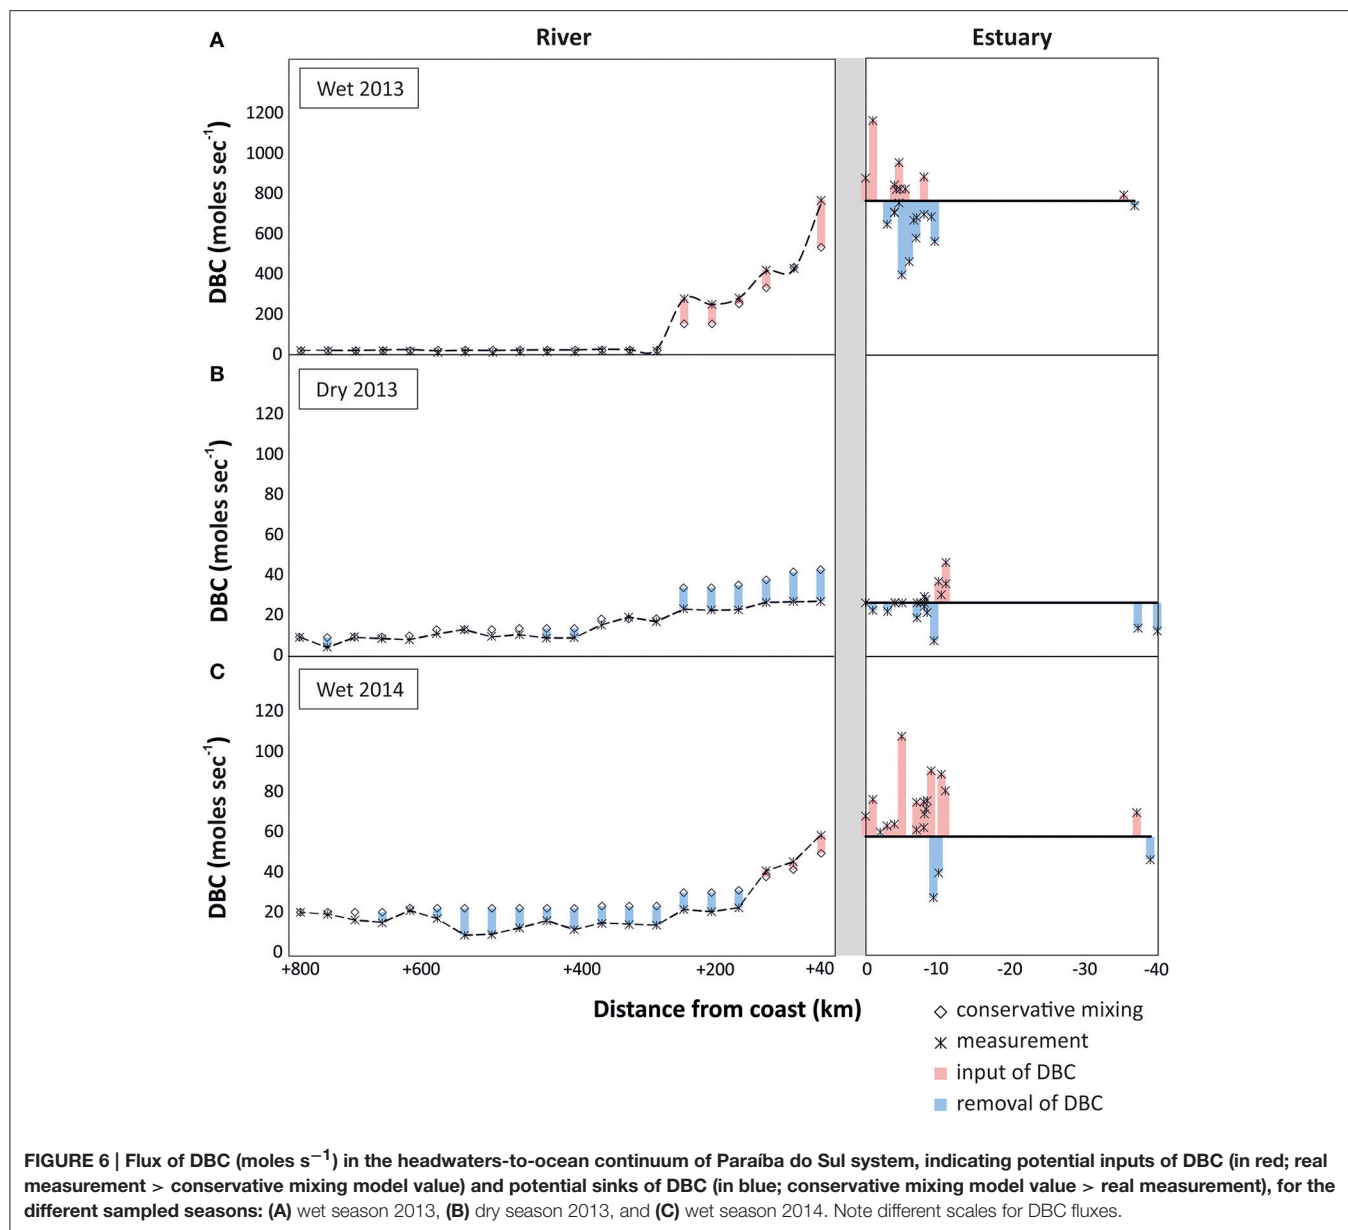 River Estuary
A
Wet 2013
DBC (moles sec⁻¹)
1200
1000
800
600
400
200
0
B
Dry 2013
DBC (moles sec⁻¹)
120
100
80
60
40
20
0
C
Wet 2014
DBC (moles sec⁻¹)
120
100
80
60
40
20
0
+800 +600 +400 +200 +40 0 -10 -20 -30 -40
Distance from coast (km)
conservative mixing
measurement
input of DBC
removal of DBC
FIGURE 6 | Flux of DBC (moles s⁻¹) in the headwaters-to-ocean continuum of Paraíba do Sul system, indicating potential inputs of DBC (in red; real
measurement > conservative mixing model value) and potential sinks of DBC (in blue; conservative mixing model value > real measurement), for the
different sampled seasons: (A) wet season 2013, (B) dry season 2013, and (C) wet season 2014. Note different scales for DBC fluxes.